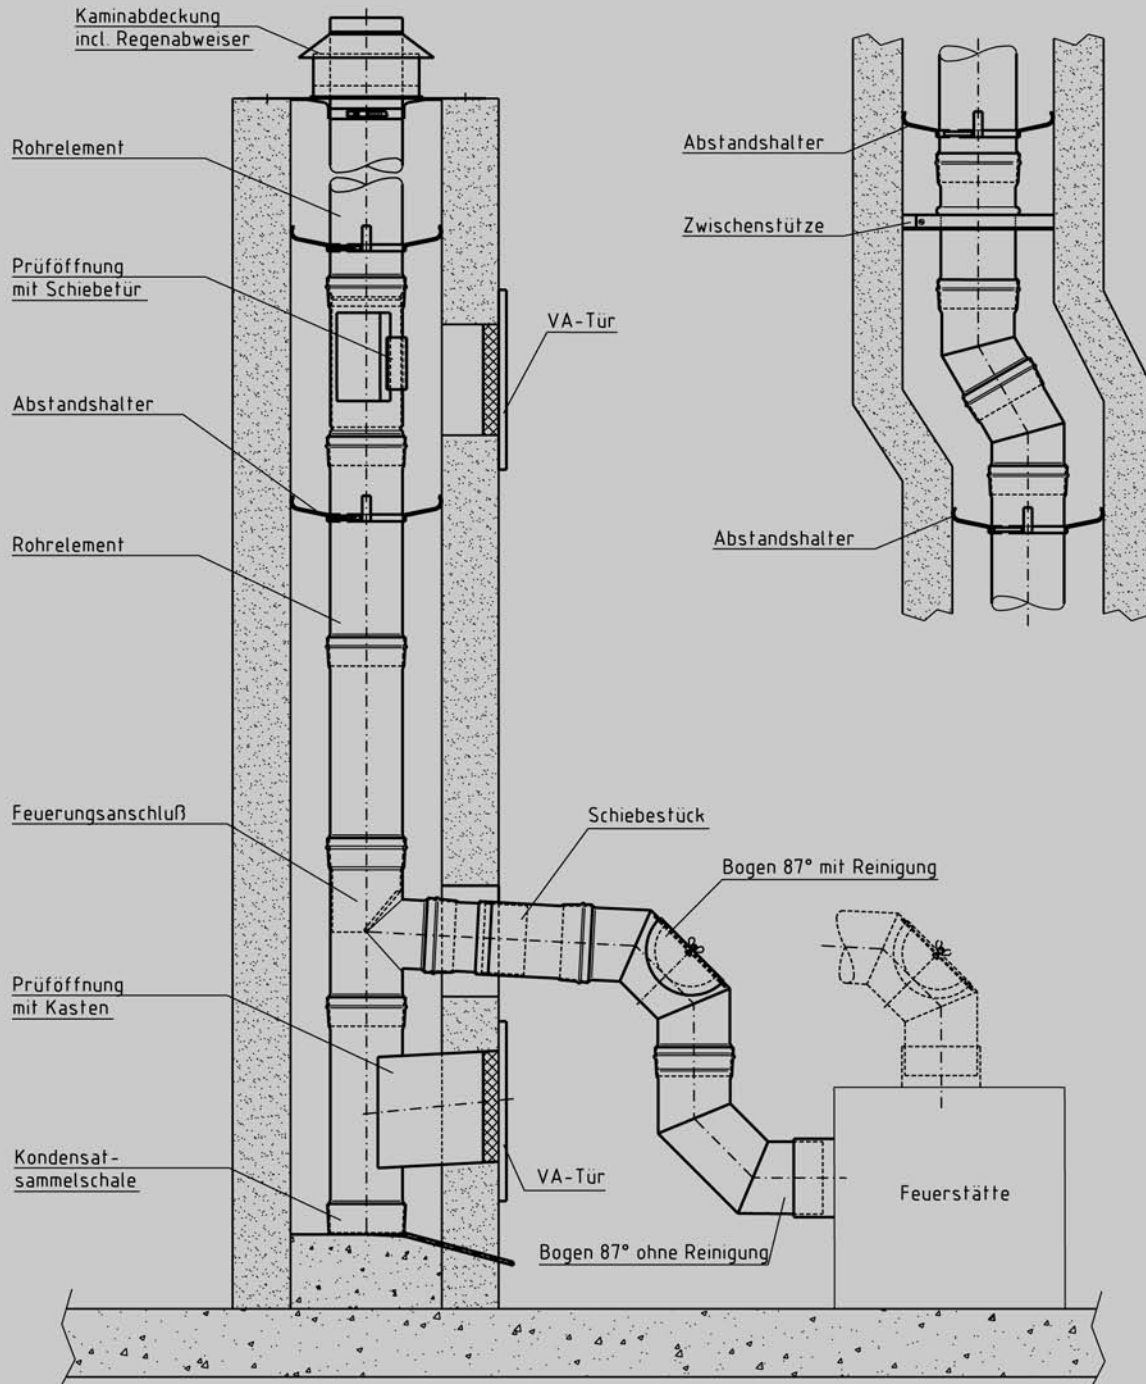 Kaminabdeckung
incl. Regenabweiser
Rohrelement
Prüföffnung
mit Schiebetür
VA-Tür
Abstandshalter
Rohrelement
Feuerungsanschluß
Prüföffnung
mit Kasten
Kondensat-
sammelschale
VA-Tür
Schiebestück
Bogen 87° mit Reinigung
Bogen 87° ohne Reinigung
Feuerstätte
Abstandshalter
Zwischenstütze
Abstandshalter